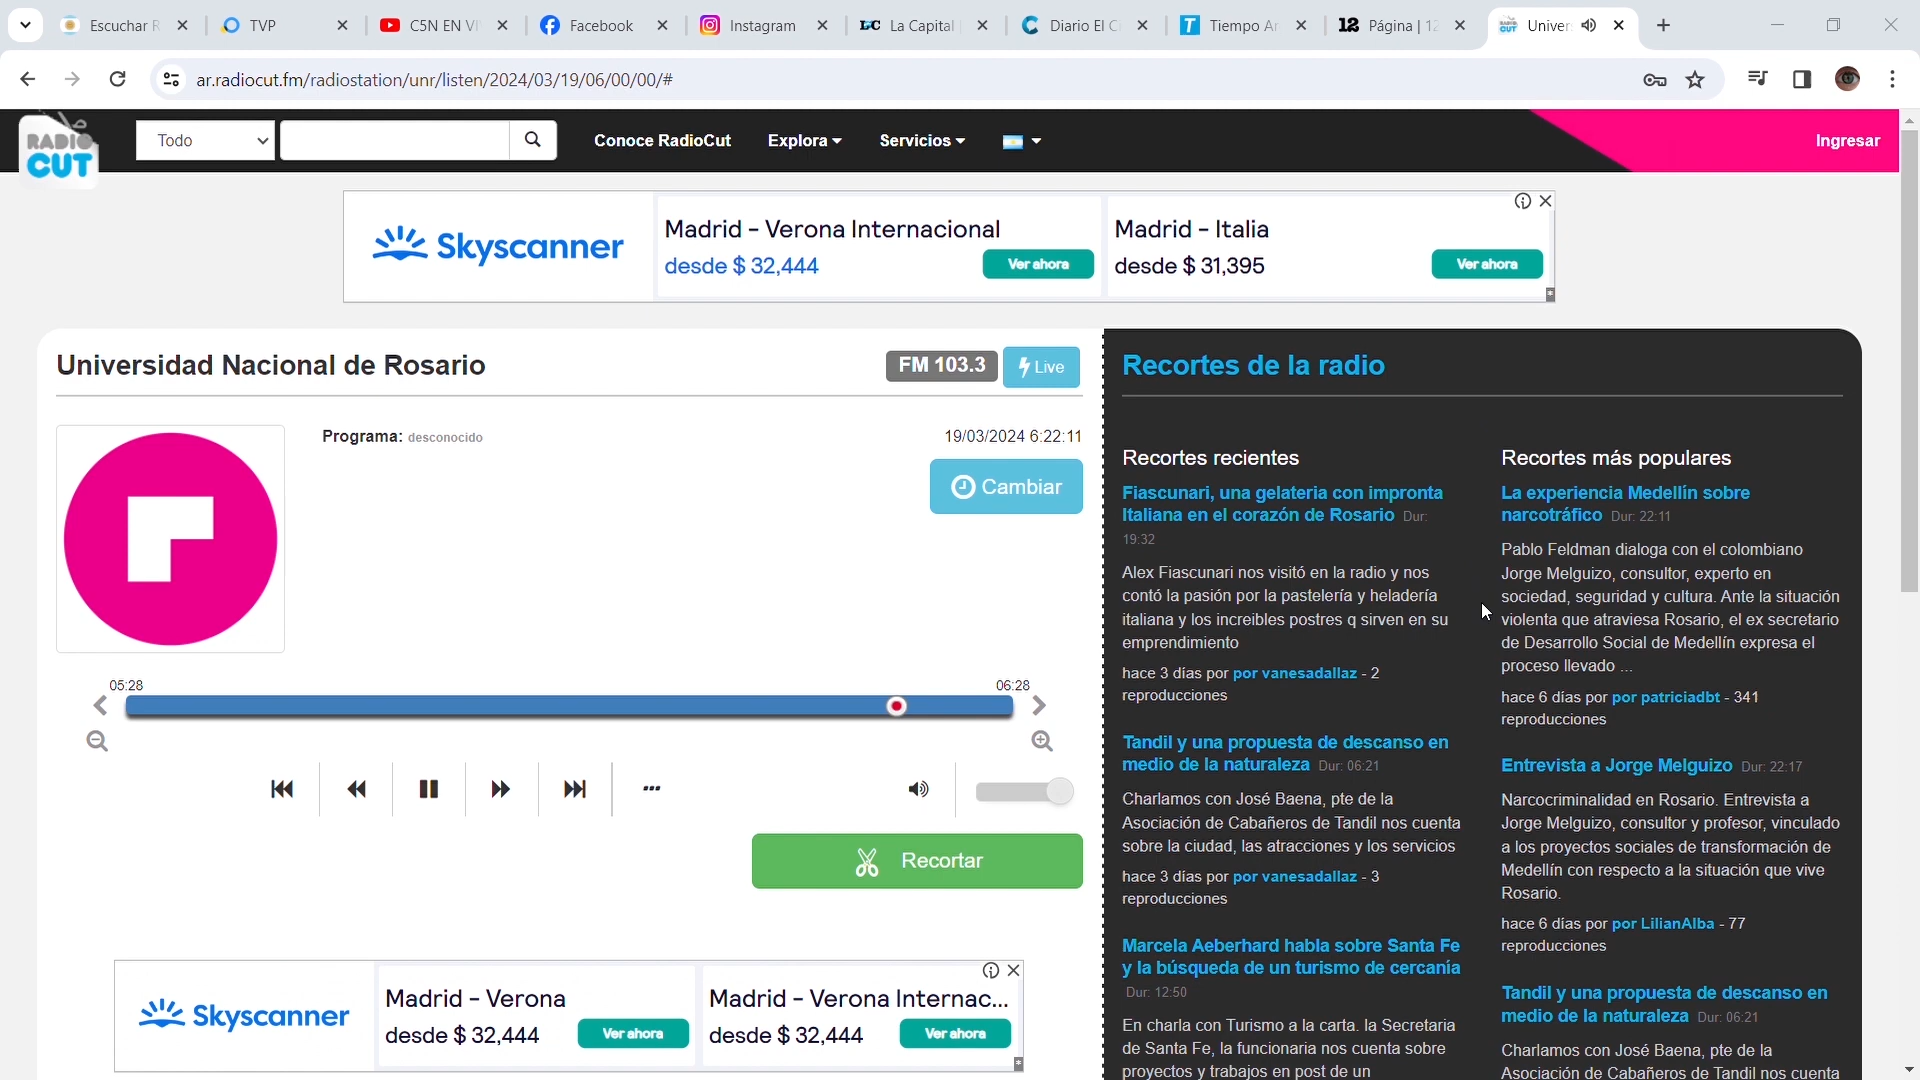 Escuchar R
TVP
C5N EN VI
Facebook
Instagram
LC La Capital
Diario El Ci
Tiempo Ar
12 Página | 12
Univer
ar.radiocut.fm/radiostation/unr/listen/2024/03/19/06/00/00/#
RADIO
CUT
Todo
Conoce RadioCut
Explora
Servicios
Ingresar
Skyscanner
Madrid - Verona Internacional
desde $ 32,444
Ver ahora
Madrid - Italia
desde $ 31,395
Ver ahora
Universidad Nacional de Rosario
FM 103.3
Live
Programa: desconocido
19/03/2024 6:22:11
Cambiar
05:28
06:28
Recortar
Skyscanner
Madrid - Verona
desde $ 32,444
Ver ahora
Madrid - Verona Internac...
desde $ 32,444
Ver ahora
Recortes de la radio
Recortes recientes
Fiascunari, una gelateria con impronta
Italiana en el corazón de Rosario Dur:
19:32
Alex Fiascunari nos visitó en la radio y nos
contó la pasión por la pastelería y heladería
italiana y los increibles postres q sirven en su
emprendimiento
hace 3 días por por vanesadallaz - 2
reproducciones
Tandil y una propuesta de descanso en
medio de la naturaleza Dur: 06:21
Charlamos con José Baena, pte de la
Asociación de Cabañeros de Tandil nos cuenta
sobre la ciudad, las atracciones y los servicios
hace 3 días por por vanesadallaz - 3
reproducciones
Marcela Aeberhard habla sobre Santa Fe
y la búsqueda de un turismo de cercanía
Dur: 12:50
En charla con Turismo a la carta. la Secretaria
de Santa Fe, la funcionaria nos cuenta sobre
proyectos y trabajos en post de un
Recortes más populares
La experiencia Medellín sobre
narcotráfico Dur: 22:11
Pablo Feldman dialoga con el colombiano
Jorge Melguizo, consultor, experto en
sociedad, seguridad y cultura. Ante la situación
violenta que atraviesa Rosario, el ex secretario
de Desarrollo Social de Medellín expresa el
proceso llevado ...
hace 6 días por por patriciadbt - 341
reproducciones
Entrevista a Jorge Melguizo Dur: 22:17
Narcocriminalidad en Rosario. Entrevista a
Jorge Melguizo, consultor y profesor, vinculado
a los proyectos sociales de transformación de
Medellín con respecto a la situación que vive
Rosario.
hace 6 días por por LilianAlba - 77
reproducciones
Tandil y una propuesta de descanso en
medio de la naturaleza Dur: 06:21
Charlamos con José Baena, pte de la
Asociación de Cabañeros de Tandil nos cuenta